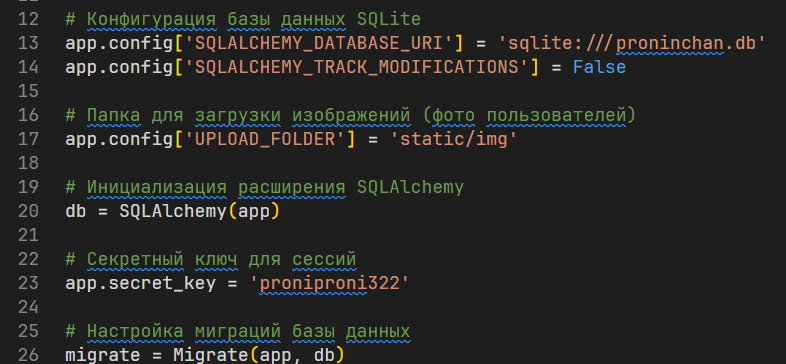 12 # Конфигурация базы данных SQLite
13 app.config['SQLALCHEMY_DATABASE_URI'] = 'sqlite:///proninchan.db'
14 app.config['SQLALCHEMY_TRACK_MODIFICATIONS'] = False
15
16 # Папка для загрузки изображений (фото пользователей)
17 app.config['UPLOAD_FOLDER'] = 'static/img'
18
19 # Инициализация расширения SQLAlchemy
20 db = SQLAlchemy(app)
21
22 # Секретный ключ для сессий
23 app.secret_key = 'proniproni322'
24
25 # Настройка миграций базы данных
26 migrate = Migrate(app, db)